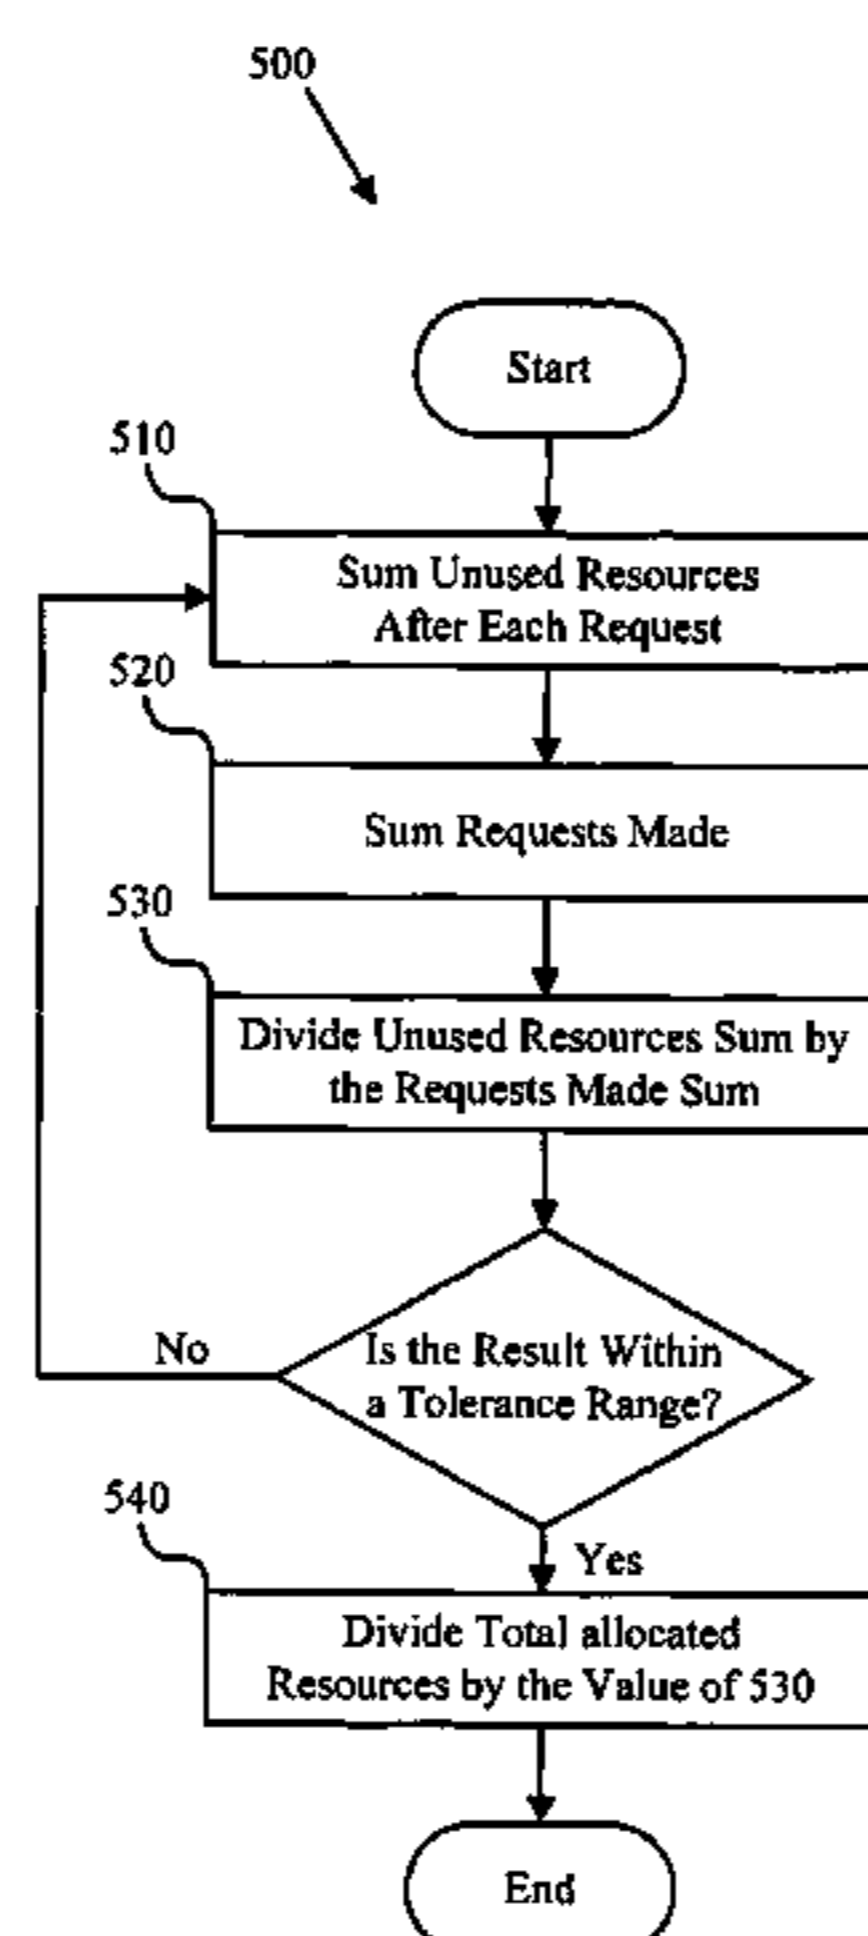 500
Start
510
Sum Unused Resources
After Each Request
520
Sum Requests Made
530
Divide Unused Resources Sum by
the Requests Made Sum
Is the Result Within
a Tolerance Range?
No
Yes
540
Divide Total allocated
Resources by the Value of 530
End